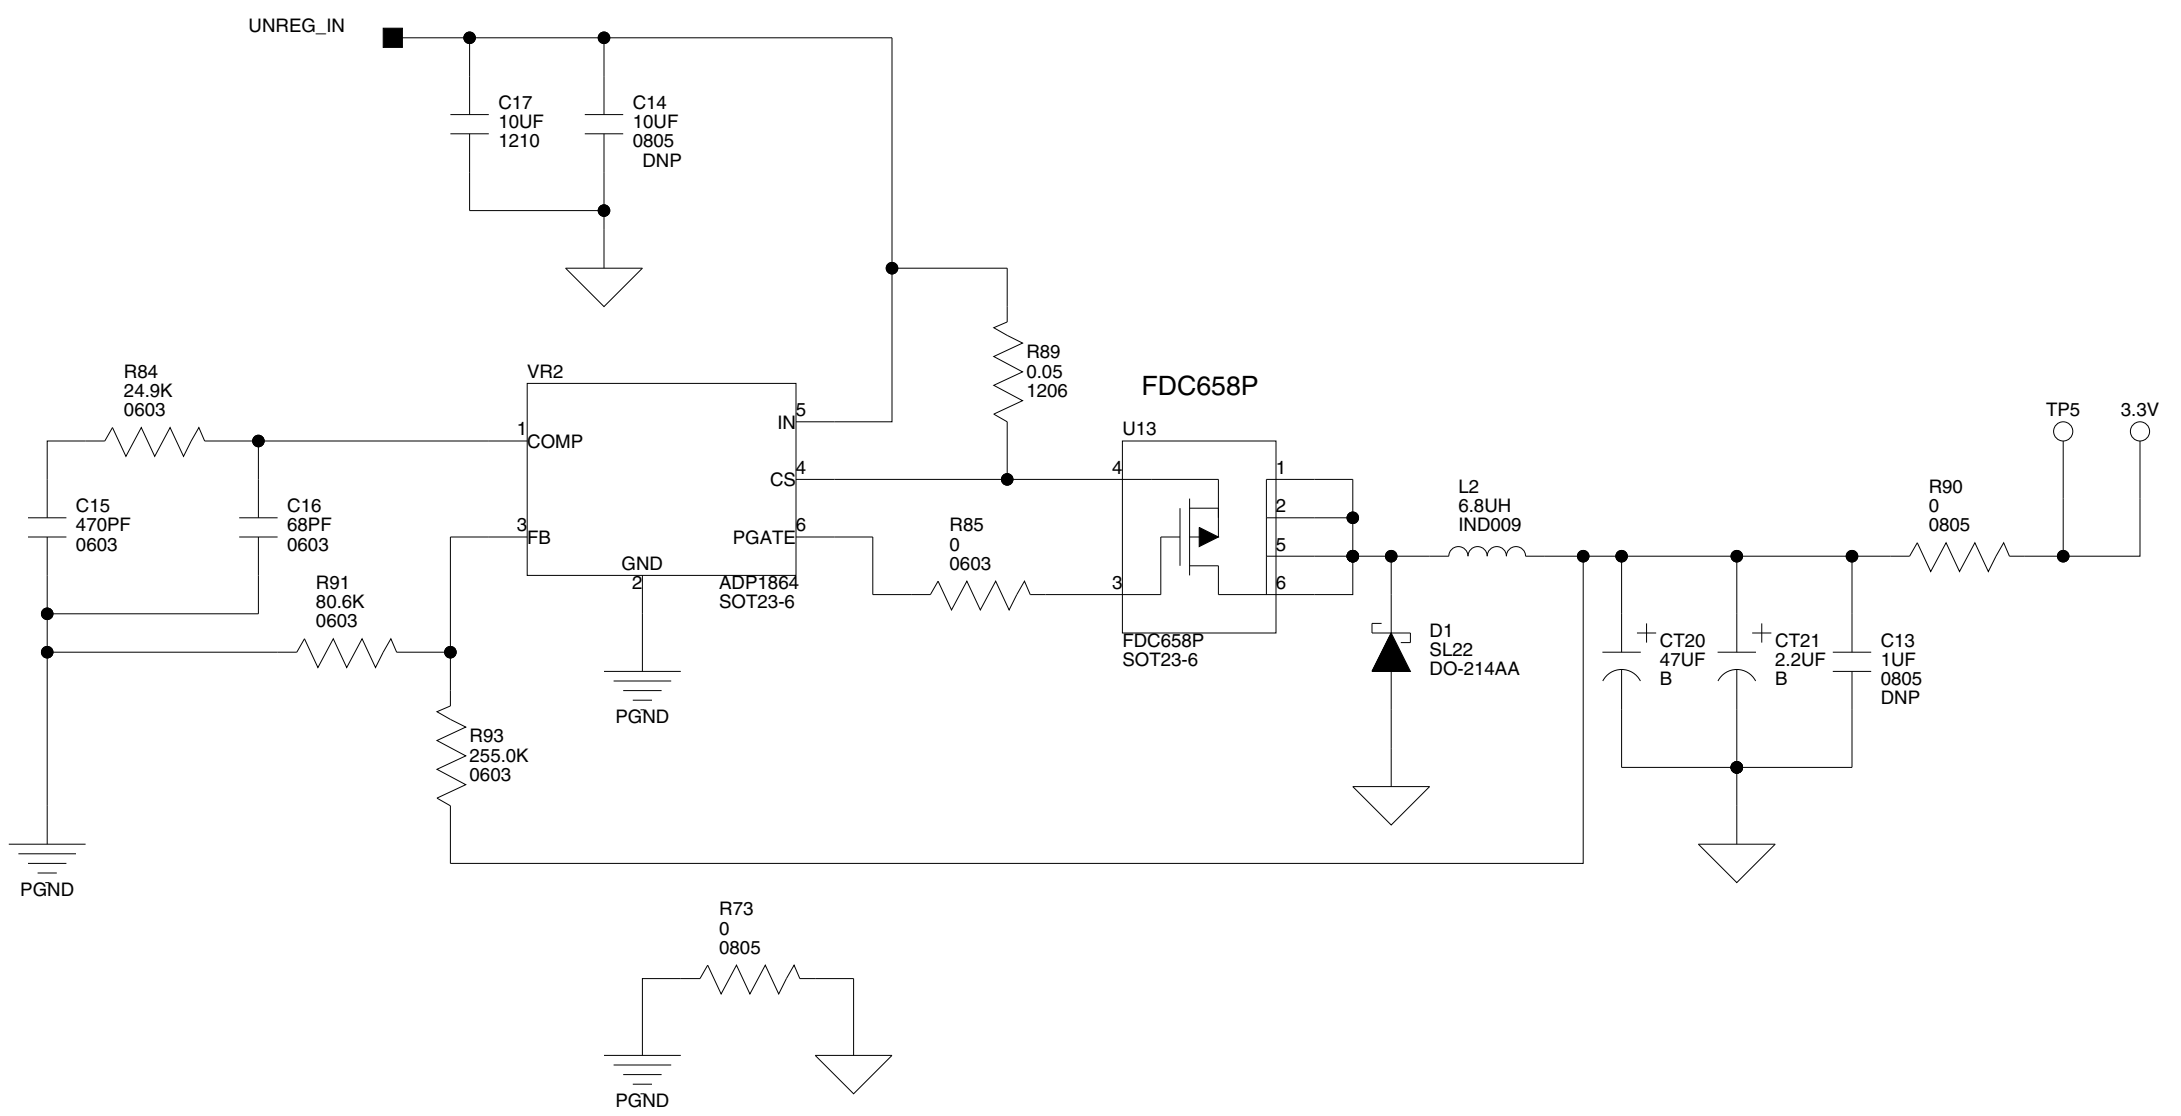 UNREG_IN
C17
10UF
1210
C14
10UF
0805
DNP
R89
0.05
1206
R84
24.9K
0603
VR2
5
IN
1
COMP
4
CS
3
FB
6
PGATE
GND
2
ADP1864
SOT23-6
C15
470PF
0603
C16
68PF
0603
R91
80.6K
0603
PGND
R93
255.0K
0603
R85
0
0603
FDC658P
U13
4
3
1
2
5
6
FDC658P
SOT23-6
L2
6.8UH
IND009
D1
SL22
DO-214AA
R90
0
0805
TP5
3.3V
+
CT20
47UF
B
+
CT21
2.2UF
B
C13
1UF
0805
DNP
PGND
R73
0
0805
PGND